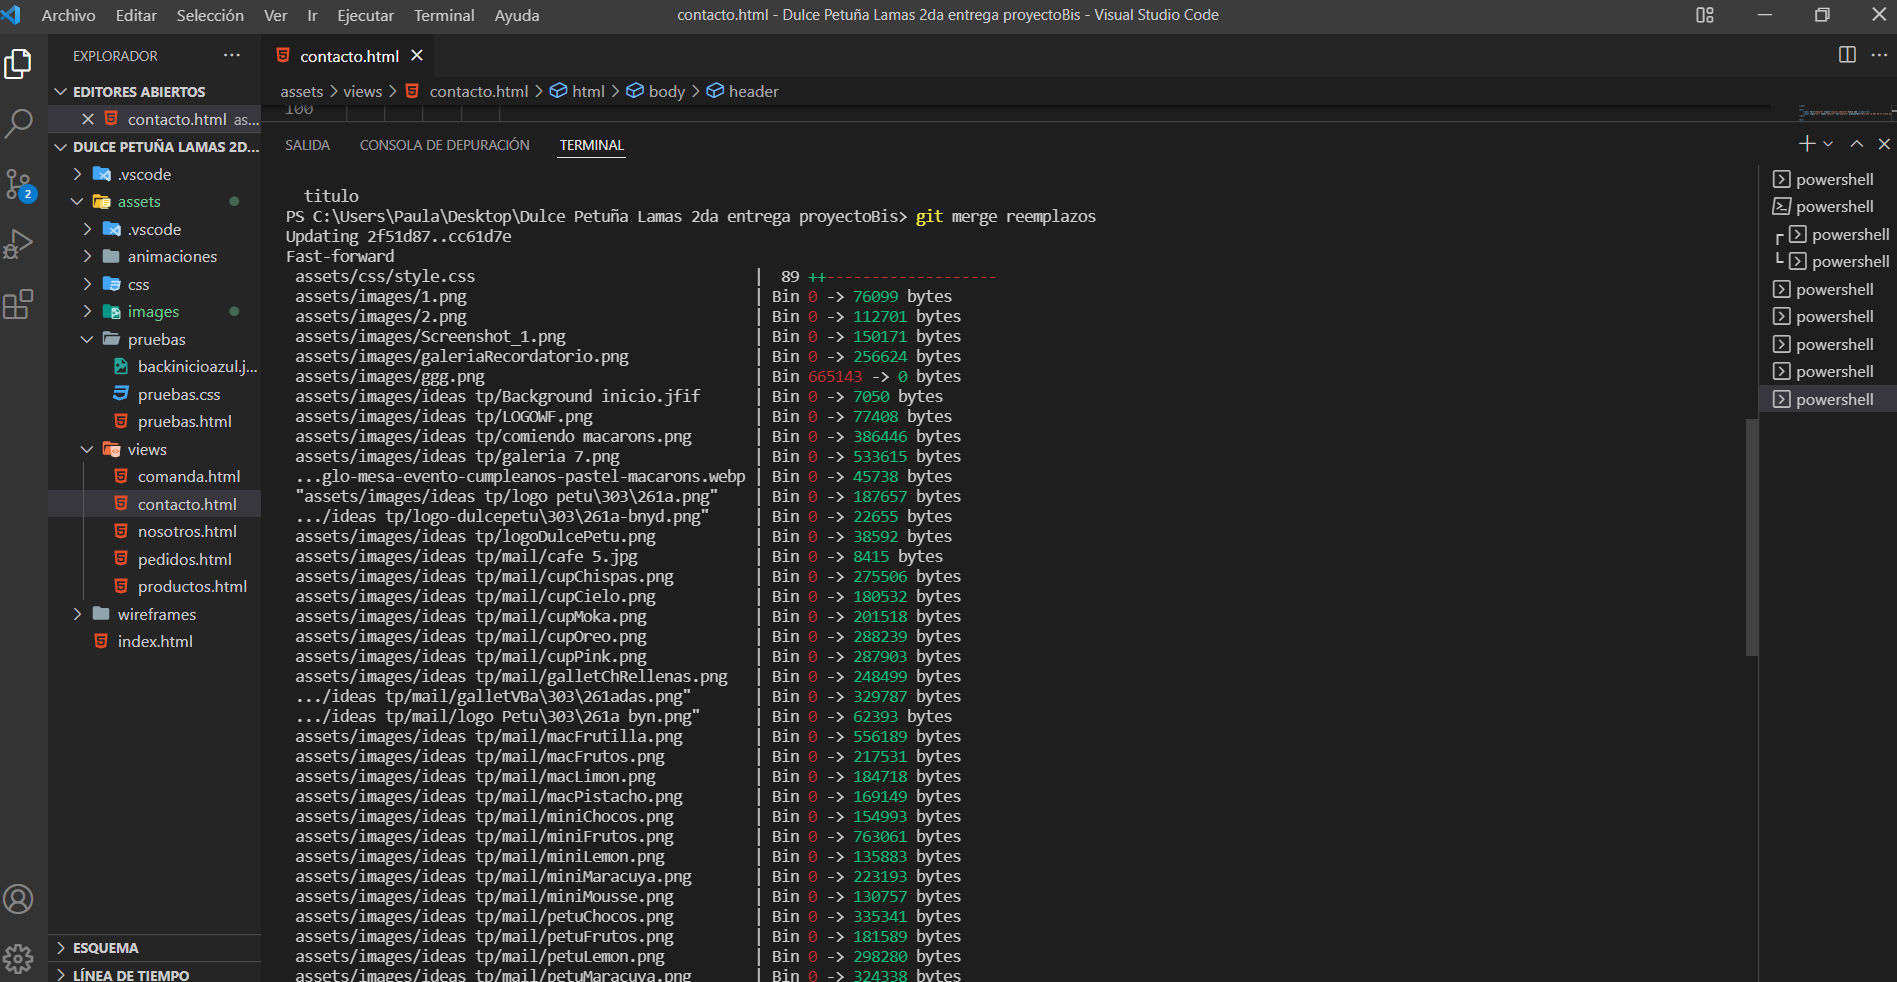 Archivo Editar Selección Ver Ir Ejecutar Terminal Ayuda
contacto.html - Dulce Petuña Lamas 2da entrega proyectoBis - Visual Studio Code
EXPLORADOR
EDITORES ABIERTOS
contacto.html as...
DULCE PETUÑA LAMAS 2D...
.vscode
assets
.vscode
animaciones
css
images
pruebas
backinicioazul.j...
pruebas.css
pruebas.html
views
comanda.html
contacto.html
nosotros.html
pedidos.html
productos.html
wireframes
index.html
ESQUEMA
LÍNEA DE TIEMPO
2
contacto.html
assets > views > contacto.html > html > body > header
100
SALIDA CONSOLA DE DEPURACIÓN TERMINAL
titulo
PS C:\Users\Paula\Desktop\Dulce Petuña Lamas 2da entrega proyectoBis> git merge reemplazos
Updating 2f51d87..cc61d7e
Fast-forward
assets/css/style.css | 89 ++-------------------
assets/images/1.png | Bin 0 -> 76099 bytes
assets/images/2.png | Bin 0 -> 112701 bytes
assets/images/Screenshot_1.png | Bin 0 -> 150171 bytes
assets/images/galeriaRecordatorio.png | Bin 0 -> 256624 bytes
assets/images/ggg.png | Bin 665143 -> 0 bytes
assets/images/ideas tp/Background inicio.jfif | Bin 0 -> 7050 bytes
assets/images/ideas tp/LOGOWF.png | Bin 0 -> 77408 bytes
assets/images/ideas tp/comiendo macarons.png | Bin 0 -> 386446 bytes
assets/images/ideas tp/galeria 7.png | Bin 0 -> 533615 bytes
...glo-mesa-evento-cumpleanos-pastel-macarons.webp | Bin 0 -> 45738 bytes
"assets/images/ideas tp/logo petu\303\261a.png" | Bin 0 -> 187657 bytes
.../ideas tp/logo-dulcepetu\303\261a-bnyd.png" | Bin 0 -> 22655 bytes
assets/images/ideas tp/logoDulcePetu.png | Bin 0 -> 38592 bytes
assets/images/ideas tp/mail/cafe 5.jpg | Bin 0 -> 8415 bytes
assets/images/ideas tp/mail/cupChispas.png | Bin 0 -> 275506 bytes
assets/images/ideas tp/mail/cupCielo.png | Bin 0 -> 180532 bytes
assets/images/ideas tp/mail/cupMoka.png | Bin 0 -> 201518 bytes
assets/images/ideas tp/mail/cupOreo.png | Bin 0 -> 288239 bytes
assets/images/ideas tp/mail/cupPink.png | Bin 0 -> 287903 bytes
assets/images/ideas tp/mail/galletChRellenas.png | Bin 0 -> 248499 bytes
.../ideas tp/mail/galletVBa\303\261adas.png" | Bin 0 -> 329787 bytes
.../ideas tp/mail/logo Petu\303\261a byn.png" | Bin 0 -> 62393 bytes
assets/images/ideas tp/mail/macFrutilla.png | Bin 0 -> 556189 bytes
assets/images/ideas tp/mail/macFrutos.png | Bin 0 -> 217531 bytes
assets/images/ideas tp/mail/macLimon.png | Bin 0 -> 184718 bytes
assets/images/ideas tp/mail/macPistacho.png | Bin 0 -> 169149 bytes
assets/images/ideas tp/mail/miniChocos.png | Bin 0 -> 154993 bytes
assets/images/ideas tp/mail/miniFrutos.png | Bin 0 -> 763061 bytes
assets/images/ideas tp/mail/miniLemon.png | Bin 0 -> 135883 bytes
assets/images/ideas tp/mail/miniMaracuya.png | Bin 0 -> 223193 bytes
assets/images/ideas tp/mail/miniMousse.png | Bin 0 -> 130757 bytes
assets/images/ideas tp/mail/petuChocos.png | Bin 0 -> 335341 bytes
assets/images/ideas tp/mail/petuFrutos.png | Bin 0 -> 181589 bytes
assets/images/ideas tp/mail/petuLemon.png | Bin 0 -> 298280 bytes
assets/images/ideas tp/mail/petuMaracuya.png | Bin 0 -> 324338 bytes
powershell
powershell
powershell
powershell
powershell
powershell
powershell
powershell
powershell